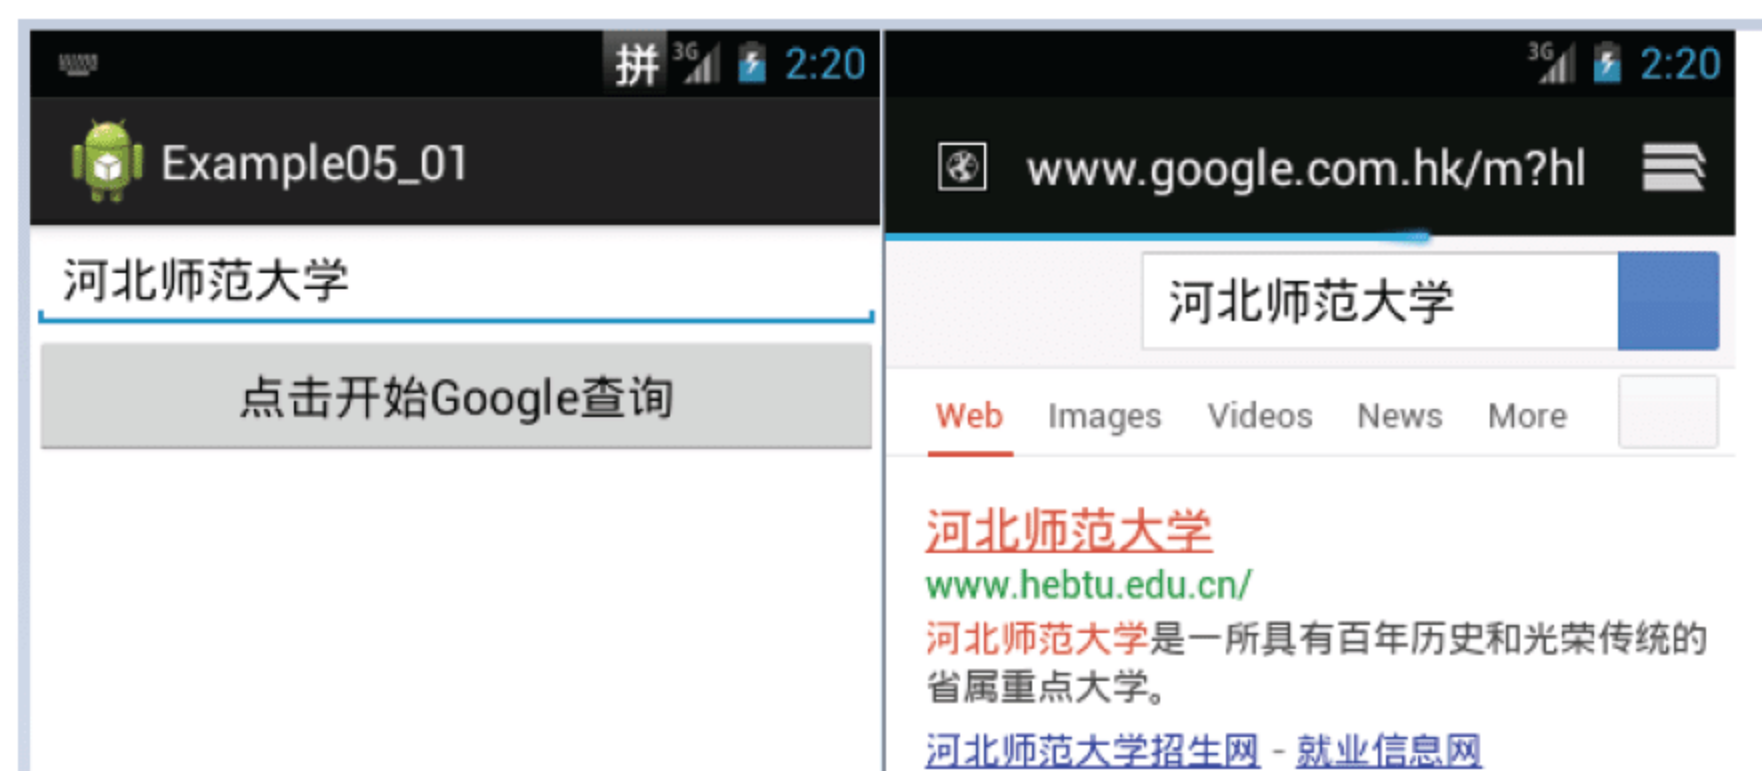 拼 3G 2:20
Example05_01
河北师范大学
点击开始Google查询
3G 2:20
www.google.com.hk/m?hl
河北师范大学
Web Images Videos News More
河北师范大学
www.hebtu.edu.cn/
河北师范大学是一所具有百年历史和光荣传统的
省属重点大学。
河北师范大学招生网 - 就业信息网